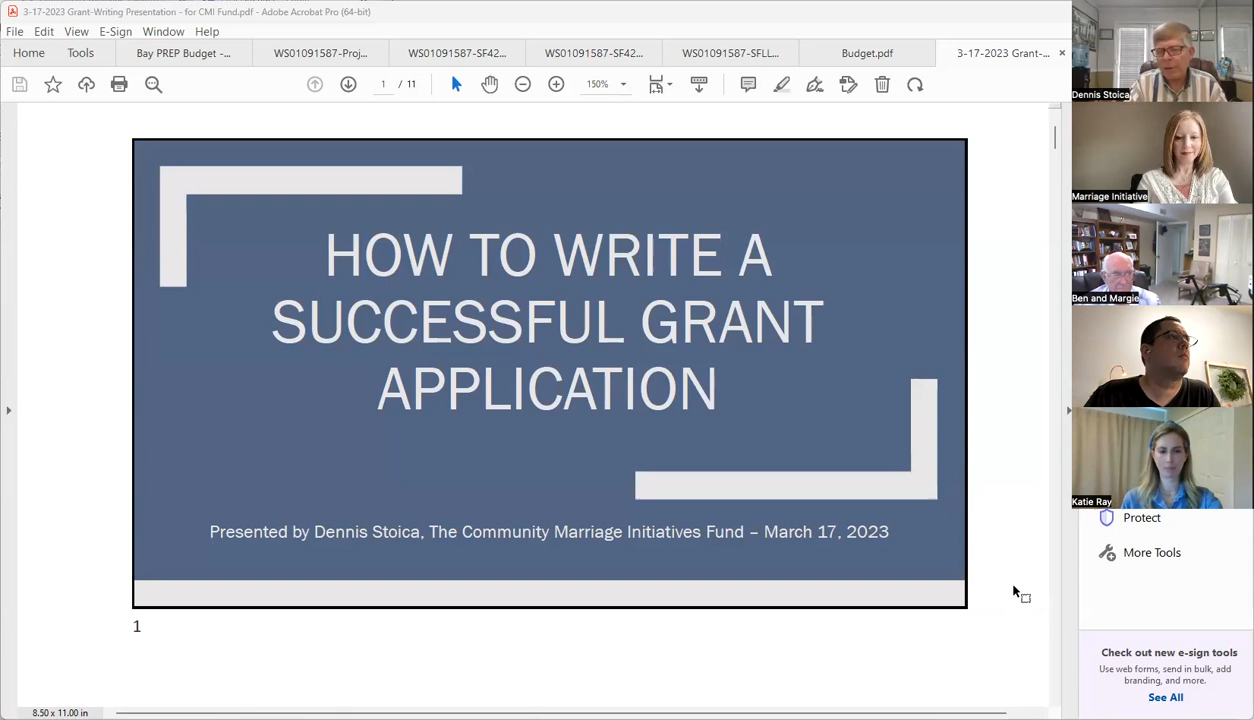 3-17-2023 Grant-Writing Presentation - for CMI Fund.pdf - Adobe Acrobat Pro (64-bit)
File Edit View E-Sign Window Help
Home Tools Bay PREP Budget -... WS01091587-Proj... WS01091587-SF42... WS01091587-SF42... WS01091587-SFLL... Budget.pdf 3-17-2023 Grant-... ×
1 / 11 150%
HOW TO WRITE A
SUCCESSFUL GRANT
APPLICATION
Presented by Dennis Stoica, The Community Marriage Initiatives Fund – March 17, 2023
1
8.50 x 11.00 in
Dennis Stoica
Marriage Initiative
Ben and Margie
Katie Ray
Protect
More Tools
Check out new e-sign tools
Use web forms, send in bulk, add
branding, and more.
See All